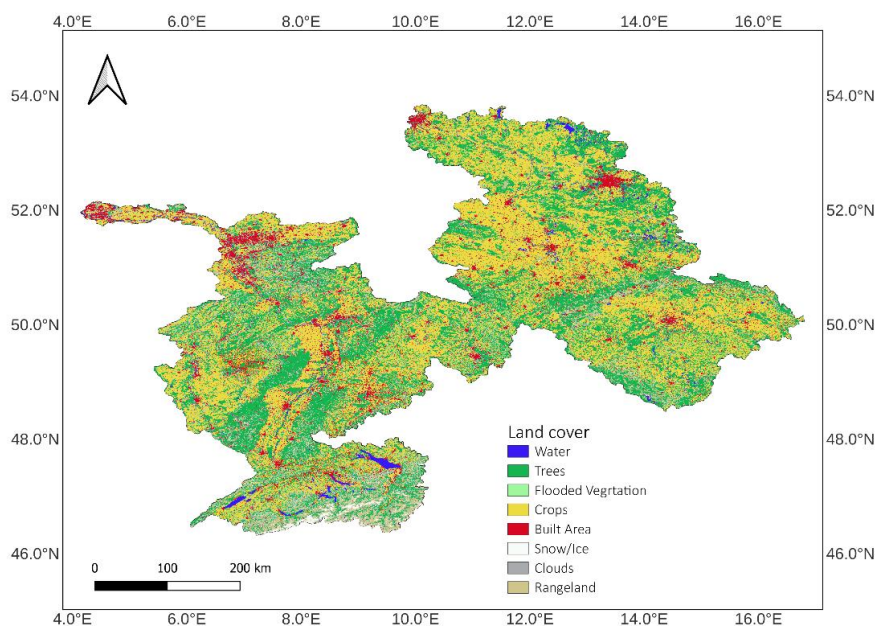 4.0°E 6.0°E 8.0°E 10.0°E 12.0°E 14.0°E 16.0°E
54.0°N 54.0°N
52.0°N 52.0°N
50.0°N 50.0°N
48.0°N 48.0°N
Land cover
Water
Trees
Flooded Vegrtation
Crops
Built Area
46.0°N 46.0°N
Snow/Ice
Clouds
Rangeland
0 100 200 km
4.0°E 6.0°E 8.0°E 10.0°E 12.0°E 14.0°E 16.0°E